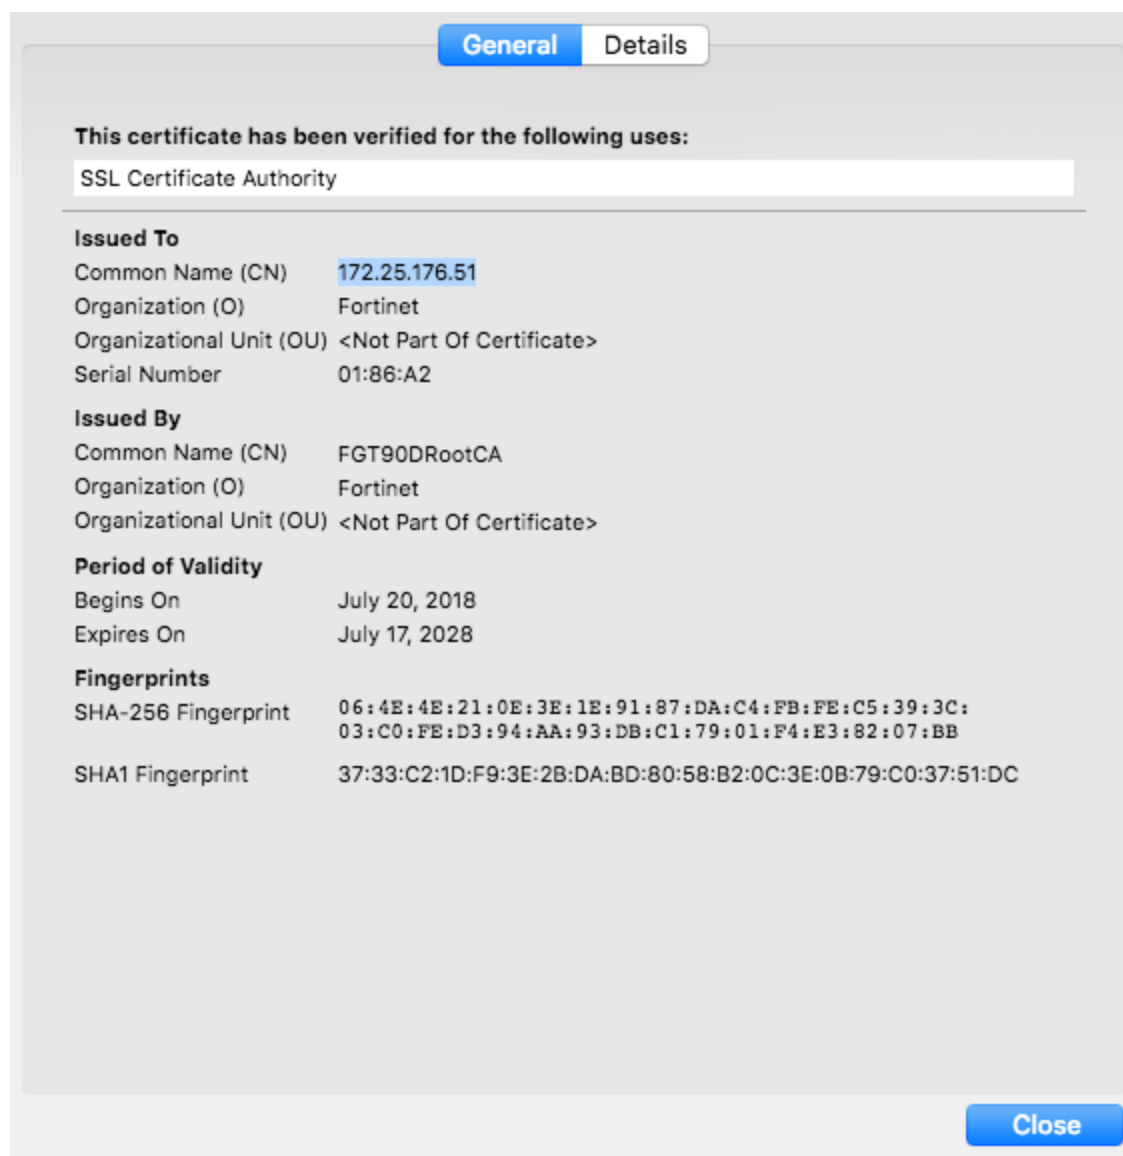 General Details
This certificate has been verified for the following uses:
SSL Certificate Authority
Issued To
Common Name (CN) 172.25.176.51
Organization (O) Fortinet
Organizational Unit (OU) <Not Part Of Certificate>
Serial Number 01:86:A2
Issued By
Common Name (CN) FGT90DRootCA
Organization (O) Fortinet
Organizational Unit (OU) <Not Part Of Certificate>
Period of Validity
Begins On July 20, 2018
Expires On July 17, 2028
Fingerprints
SHA-256 Fingerprint 06:4E:4E:21:0E:3E:1E:91:87:DA:C4:FB:FE:C5:39:3C:
03:C0:FE:D3:94:AA:93:DB:C1:79:01:F4:E3:82:07:BB
SHA1 Fingerprint 37:33:C2:1D:F9:3E:2B:DA:BD:80:58:B2:0C:3E:0B:79:C0:37:51:DC
Close